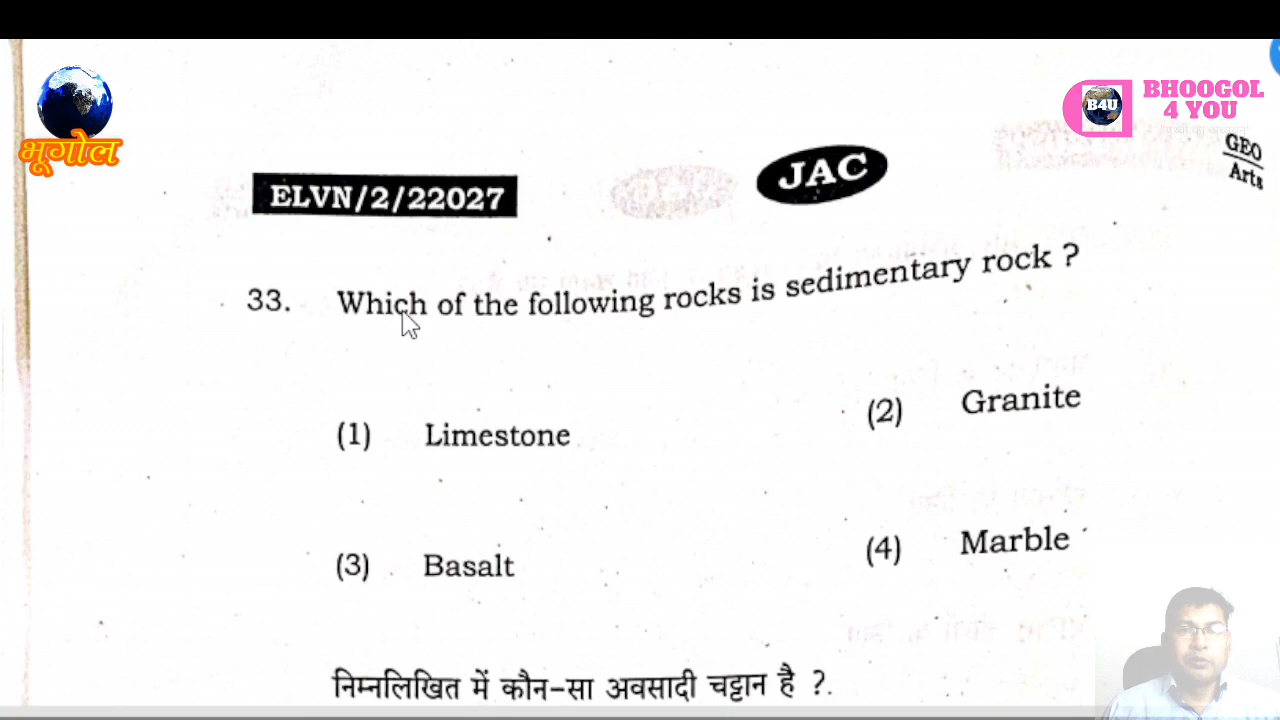 BHOOGOL
4 YOU
B4U
भूगोल
GEO
Arts
JAC
ELVN/2/22027
33. Which of the following rocks is sedimentary rock ?
(1) Limestone
(2) Granite
(3) Basalt
(4) Marble
निम्नलिखित में कौन-सा अवसादी चट्टान है ?